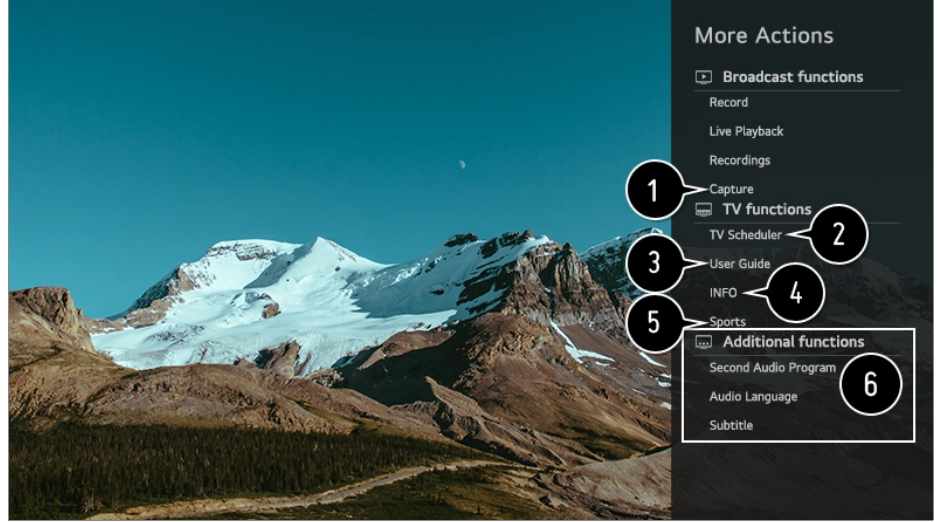 More Actions
Broadcast functions
Record
Live Playback
Recordings
1 Capture
TV functions
TV Scheduler 2
3 User Guide
INFO 4
5 Sports
Additional functions
Second Audio Program
6
Audio Language
Subtitle